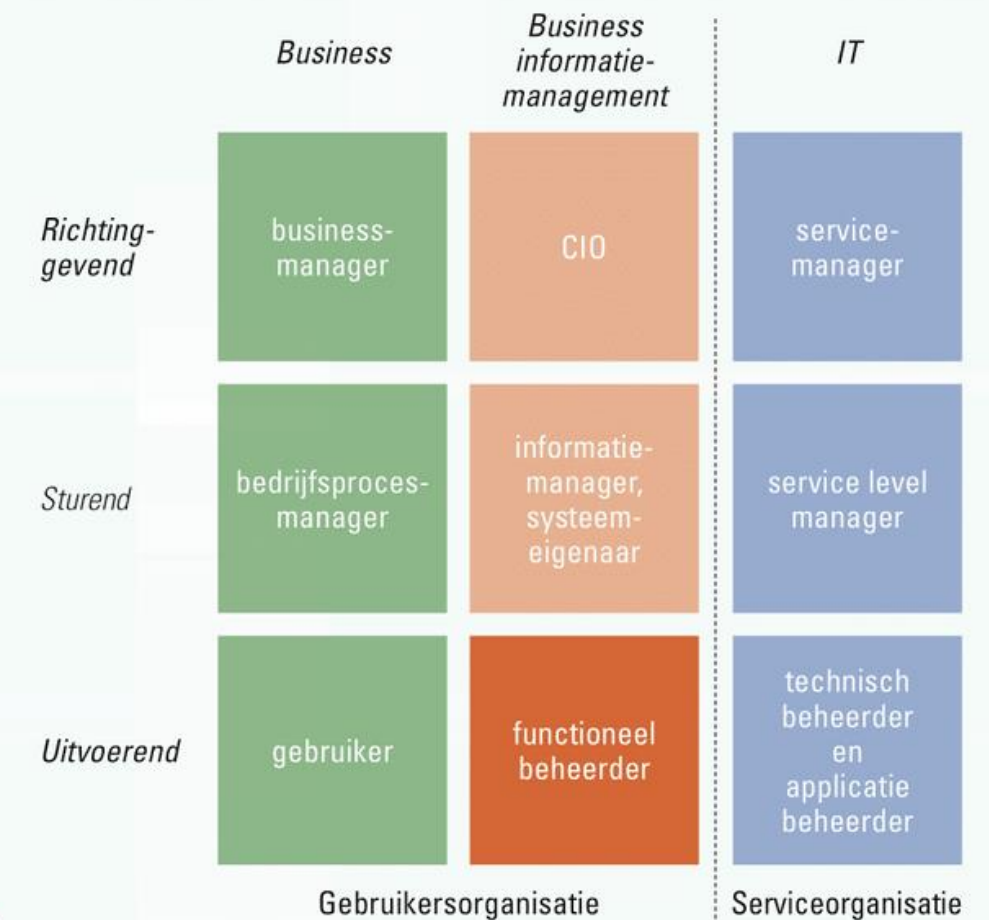 Business
Business
informatie-
management
IT
Richting-
gevend
business-
manager
CIO
service-
manager
Sturend
bedrijfsproces-
manager
informatie-
manager,
systeem-
eigenaar
service level
manager
Uitvoerend
gebruiker
functioneel
beheerder
technisch
beheerder
en
applicatie
beheerder
Gebruikersorganisatie
Serviceorganisatie